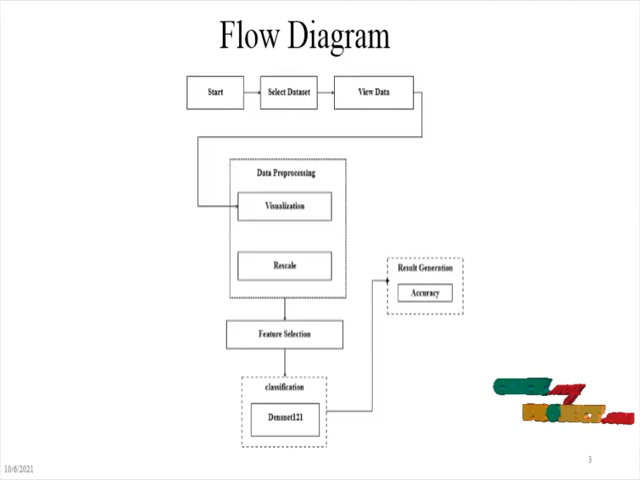 Flow Diagram
Start
Select Dataset
View Data
Data Preprocessing
Visualization
Rescale
Result Generation
Accuracy
Feature Selection
classification
Densnet121
10/6/2021
3